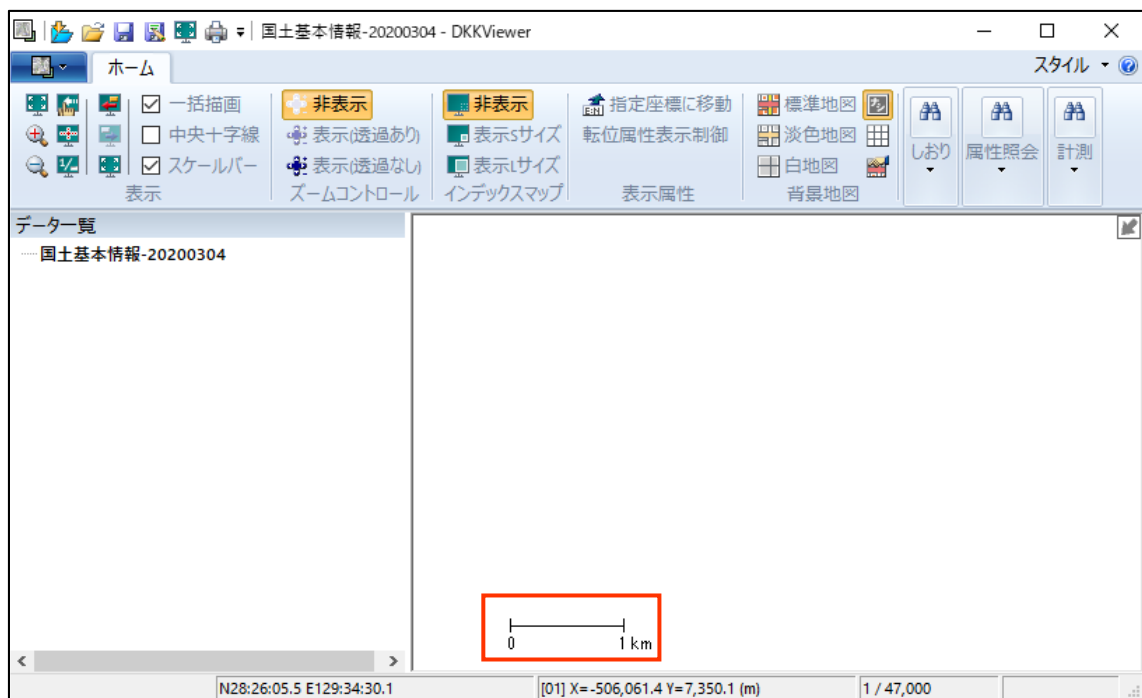 国土基本情報-20200304 - DKKViewer
ホーム
スタイル
一括描画
中央十字線
スケールバー
表示
非表示
表示(透過あり)
表示(透過なし)
ズームコントロール
非表示
表示Sサイズ
表示Lサイズ
インデックスマップ
指定座標に移動
転位属性表示制御
表示属性
標準地図
淡色地図
白地図
背景地図
しおり
属性照会
計測
データ一覧
国土基本情報-20200304
0 1 km
N28:26:05.5 E129:34:30.1 [01] X=-506,061.4 Y=7,350.1 (m) 1 / 47,000